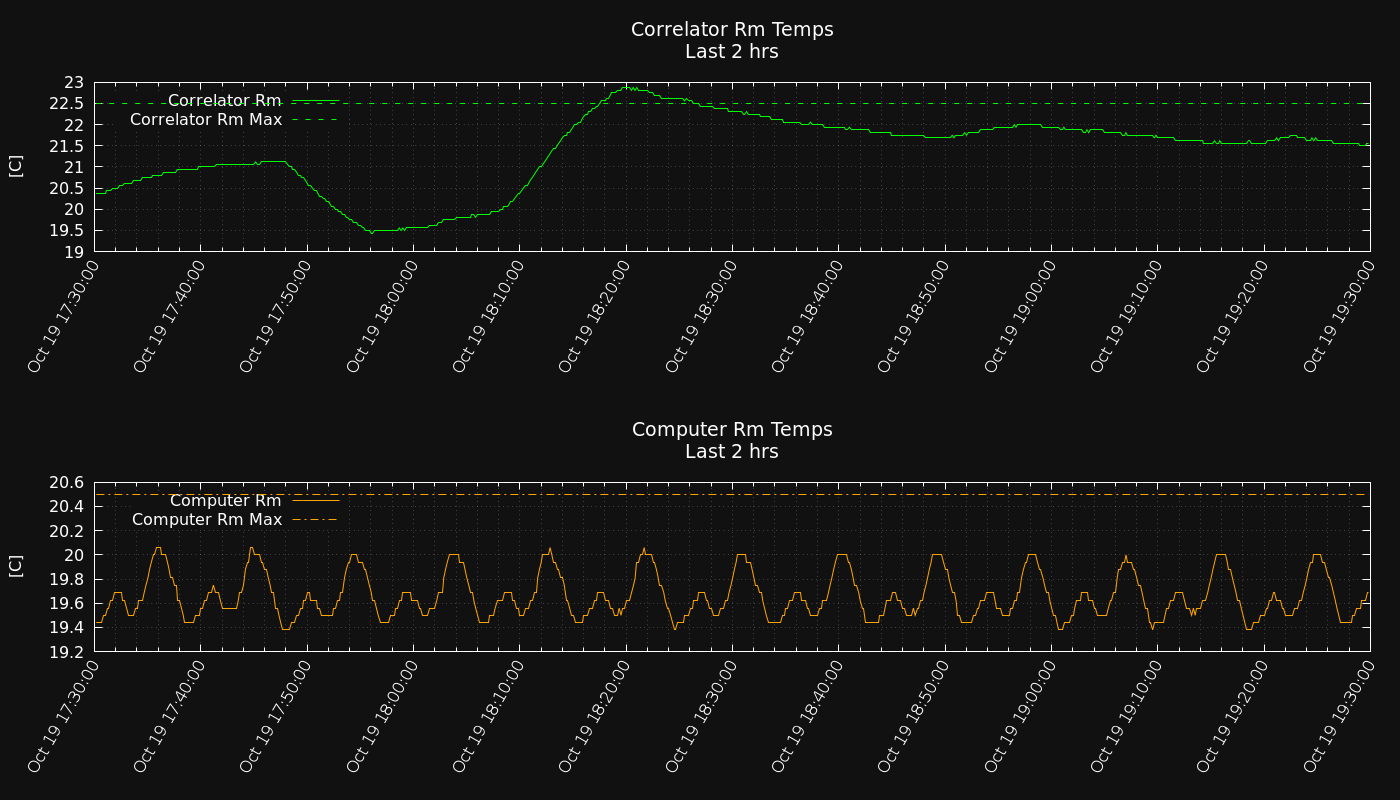 Correlator Rm Temps
Last 2 hrs
23
22.5
22
21.5
21
20.5
20
19.5
19
[C]
Correlator Rm
Correlator Rm Max
Oct 19 17:30:00
Oct 19 17:40:00
Oct 19 17:50:00
Oct 19 18:00:00
Oct 19 18:10:00
Oct 19 18:20:00
Oct 19 18:30:00
Oct 19 18:40:00
Oct 19 18:50:00
Oct 19 19:00:00
Oct 19 19:10:00
Oct 19 19:20:00
Oct 19 19:30:00
Computer Rm Temps
Last 2 hrs
20.6
20.4
20.2
20
19.8
19.6
19.4
19.2
[C]
Computer Rm
Computer Rm Max
Oct 19 17:30:00
Oct 19 17:40:00
Oct 19 17:50:00
Oct 19 18:00:00
Oct 19 18:10:00
Oct 19 18:20:00
Oct 19 18:30:00
Oct 19 18:40:00
Oct 19 18:50:00
Oct 19 19:00:00
Oct 19 19:10:00
Oct 19 19:20:00
Oct 19 19:30:00